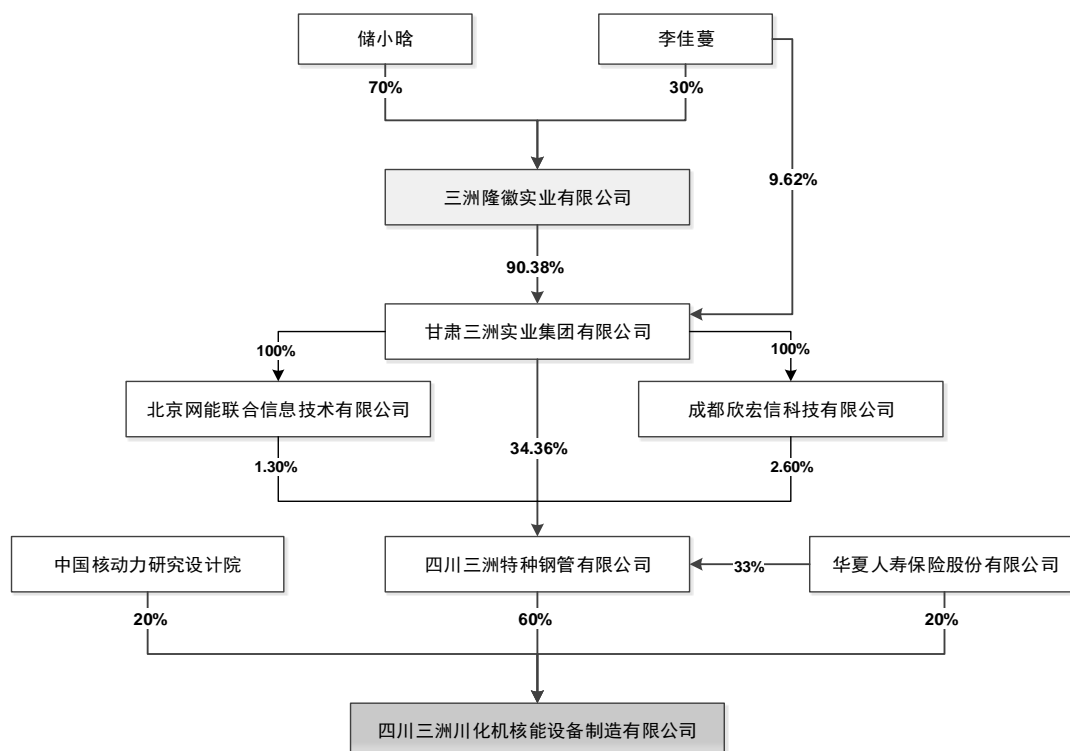 储小晗
李佳蔓
70%
30%
9.62%
三洲隆徽实业有限公司
90.38%
甘肃三洲实业集团有限公司
100%
100%
北京网能联合信息技术有限公司
成都欣宏信科技有限公司
1.30%
34.36%
2.60%
中国核动力研究设计院
四川三洲特种钢管有限公司
33%
华夏人寿保险股份有限公司
20%
60%
20%
四川三洲川化机核能设备制造有限公司